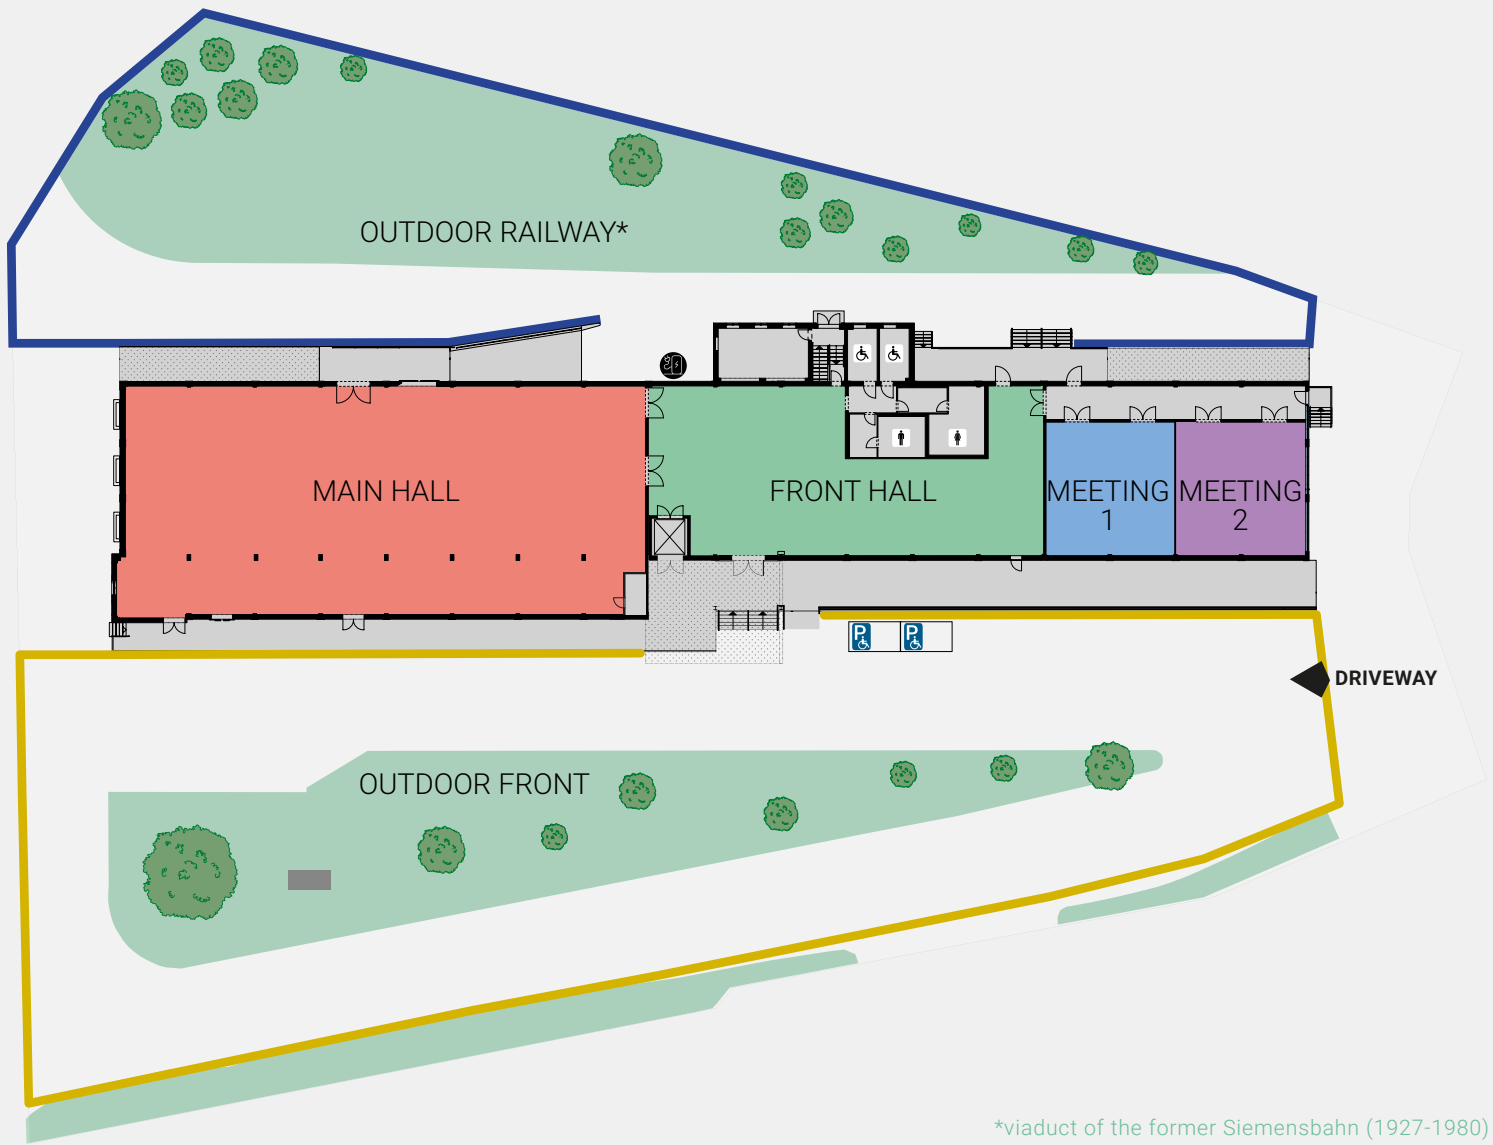 OUTDOOR RAILWAY*
MAIN HALL
FRONT HALL
MEETING
1
MEETING
2
P
P
DRIVEWAY
OUTDOOR FRONT
*viaduct of the former Siemensbahn (1927-1980)